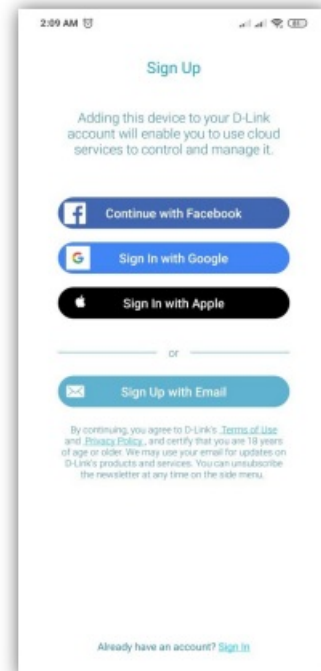 2:09 AM
Sign Up
Adding this device to your D-Link
account will enable you to use cloud
services to control and manage it.
Continue with Facebook
Sign In with Google
Sign In with Apple
or
Sign Up with Email
By continuing, you agree to D-Link's Terms of Use
and Privacy Policy, and certify that you are 18 years
of age or older. We may use your email for updates on
D-Link's products and services. You can unsubscribe
the newsletter at any time on the side menu.
Already have an account? Sign In